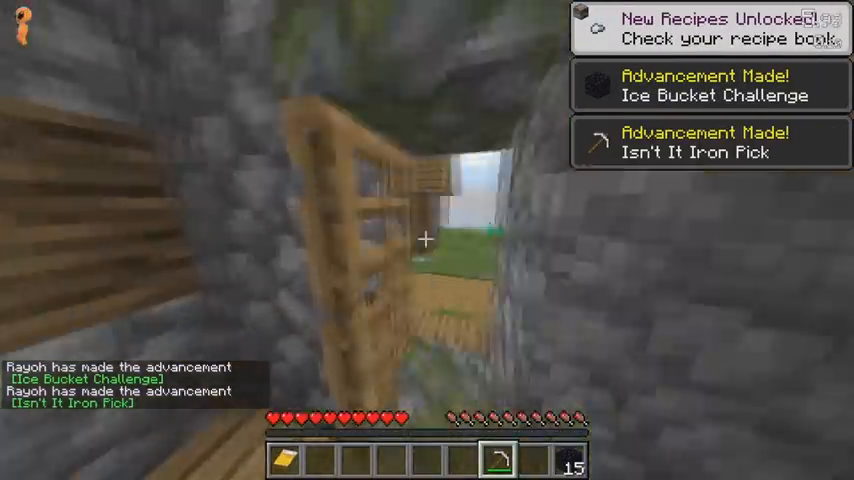 New Recipes Unlocked!
Check your recipe book
Advancement Made!
Ice Bucket Challenge
Advancement Made!
Isn't It Iron Pick
Rayoh has made the advancement
[Ice Bucket Challenge]
Rayoh has made the advancement
[Isn't It Iron Pick]
15